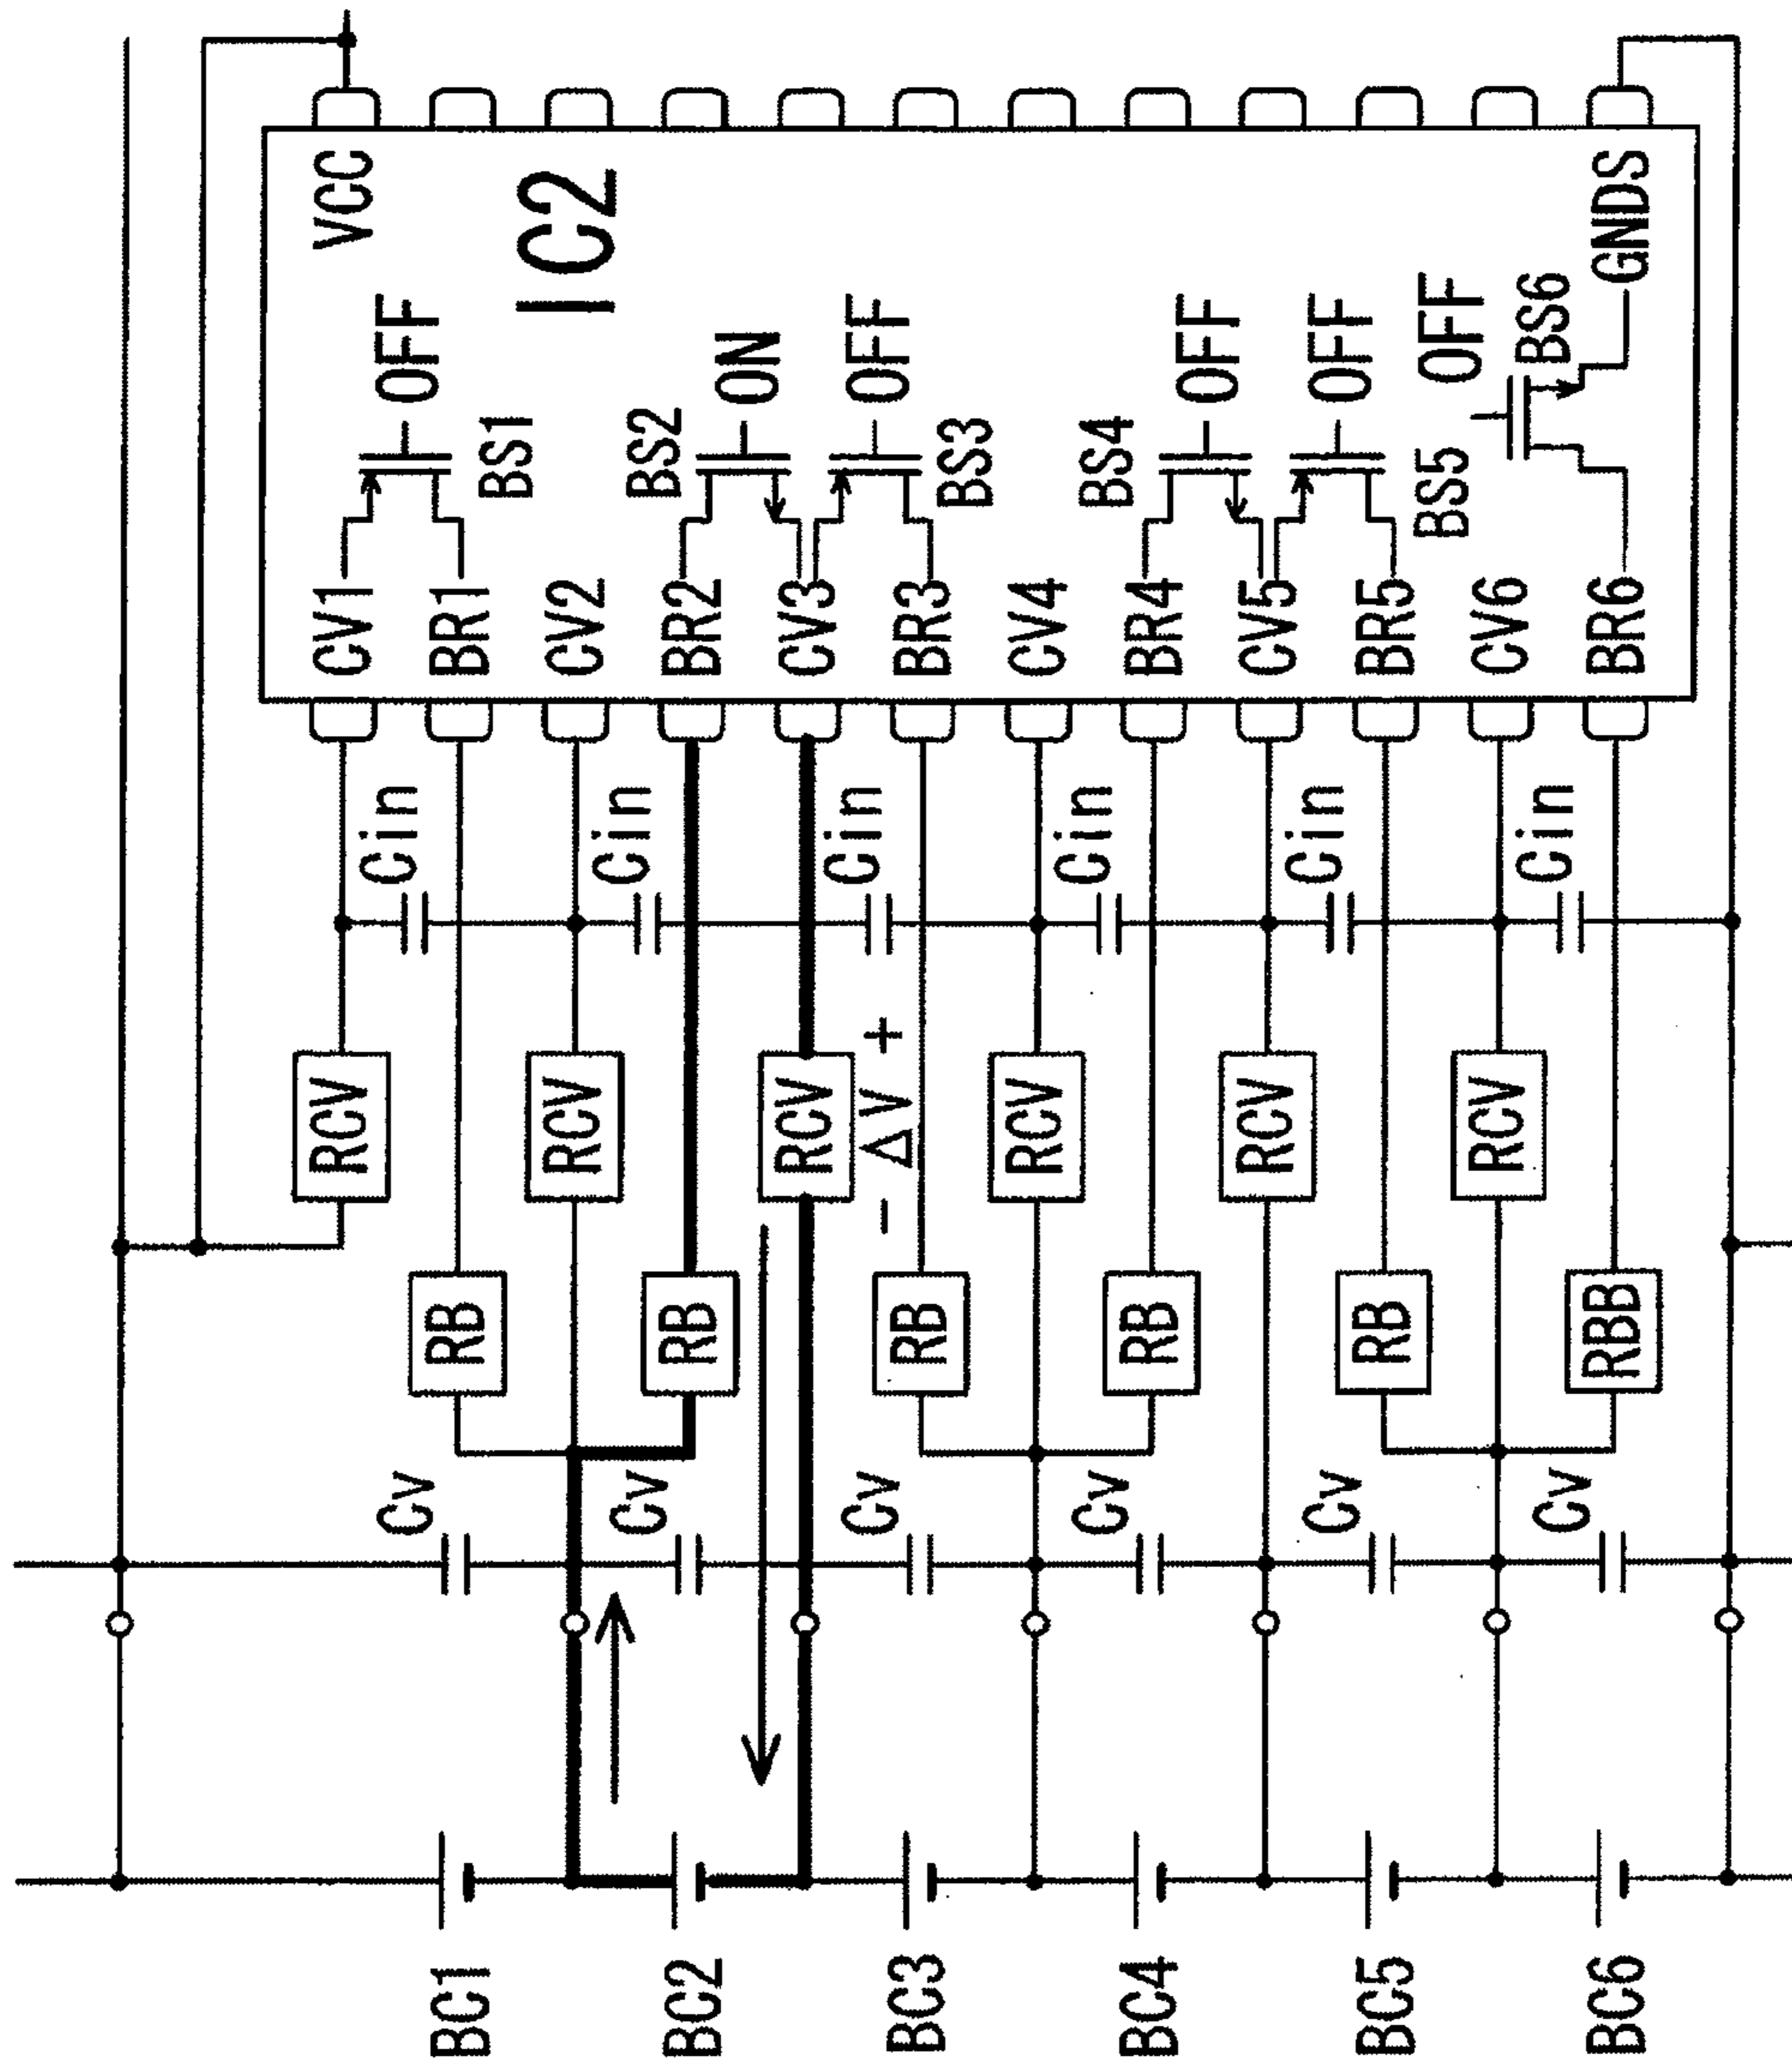 RCV CV1 VCC
Cv Cin OFF
BC1 RB BR1
BS1
RCV CV2 IC2
Cv Cin BS2
BC2 RB BR2
ON
RCV CV3
Cv - ΔV + Cin OFF
BC3 RB BR3
BS3
RCV CV4
Cv Cin BS4
BC4 RB BR4
OFF
RCV CV5
Cv Cin OFF
BC5 RB BR5
BS5 OFF
RCV CV6
Cv Cin BS6
BC6 RBB BR6 GNDS